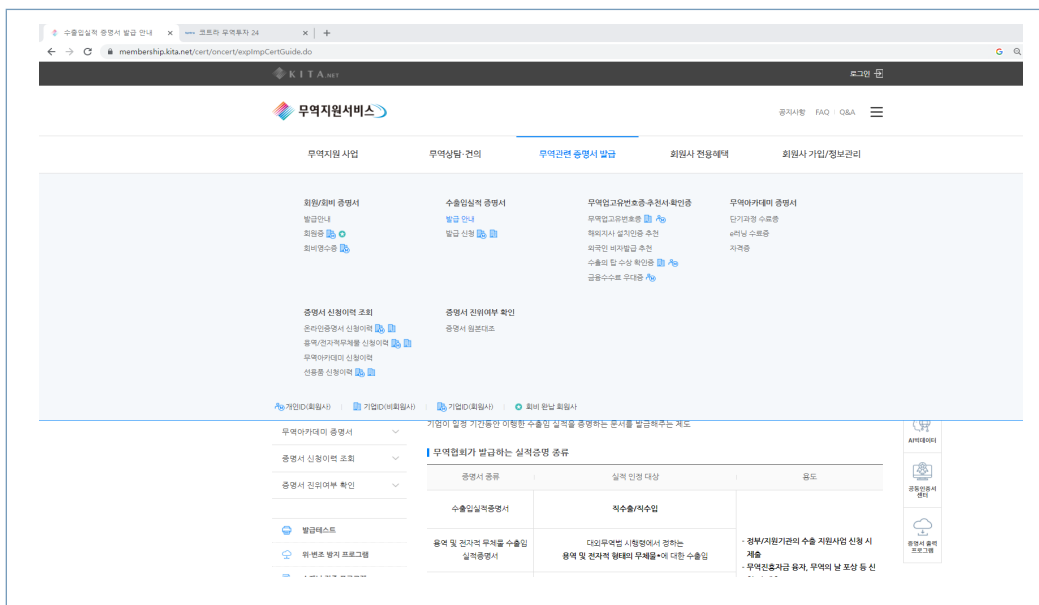 수출입실적 증명서 발급 안내 x
코트라 무역투자 24 x +
membership.kita.net/cert/oncert/expImpCertGuide.do
KITA.NET
로그인
무역지원서비스
공지사항 FAQ Q&A
무역지원 사업 무역상담·건의 무역관련 증명서 발급 회원사 전용혜택 회원사 가입/정보관리
회원/회비 증명서
발급안내
회원증
회비영수증
수출입실적 증명서
발급 안내
발급 신청
무역업고유번호증·추천서·확인증
무역업고유번호증
해외지사 설치인증 추천
외국인 비자발급 추천
수출의 탑 수상 확인증
금융수수료 우대증
무역아카데미 증명서
단기과정 수료증
e러닝 수료증
자격증
증명서 신청이력 조회
온라인증명서 신청이력
용역/전자적무체물 신청이력
무역아카데미 신청이력
선용품 신청이력
증명서 진위여부 확인
증명서 원본대조
개인ID(회원사) 기업ID(비회원사) 기업ID(회원사) 회비 완납 회원사
무역아카데미 증명서
증명서 신청이력 조회
증명서 진위여부 확인
발급테스트
위·변조 방지 프로그램
기업이 일정 기간동안 이행한 수출입 실적을 증명하는 문서를 발급해주는 제도
무역협회가 발급하는 실적증명 종류
증명서 종류 실적 인정 대상 용도
수출입실적증명서 직수출/직수입
용역 및 전자적 무체물 수출입
실적증명서
대외무역법 시행령에서 정하는
용역 및 전자적 형태의 무체물*에 대한 수출입
- 정부/지원기관의 수출 지원사업 신청 시
제출
- 무역진흥자금 융자, 무역의 날 포상 등 신
AI빅데이터
공동인증서
센터
증명서 출력
프로그램